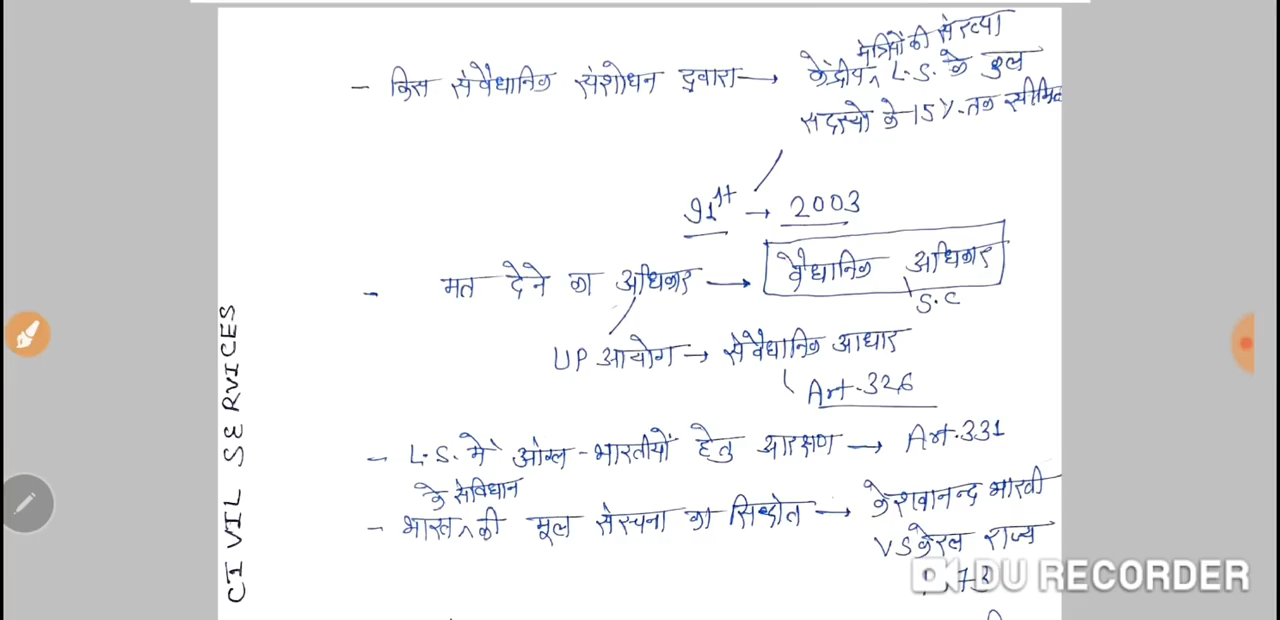 - किस संवैधानिक संशोधन द्वारा → केंद्रीय मंत्रियों की संख्या L.S. के कुल
सदस्यों के 15% तक सीमित
91st → 2003
- मत देने का अधिकार → वैधानिक अधिकार
S.C
UP आयोग → संवैधानिक आधार
Art. 326
- L.S. में आंग्ल-भारतीयों हेतु आरक्षण → Art. 331
- भारत के संविधान की मूल संरचना का सिद्धांत → केशवानन्द भारती
VS केरल राज्य
CIVIL SERVICES
DU RECORDER